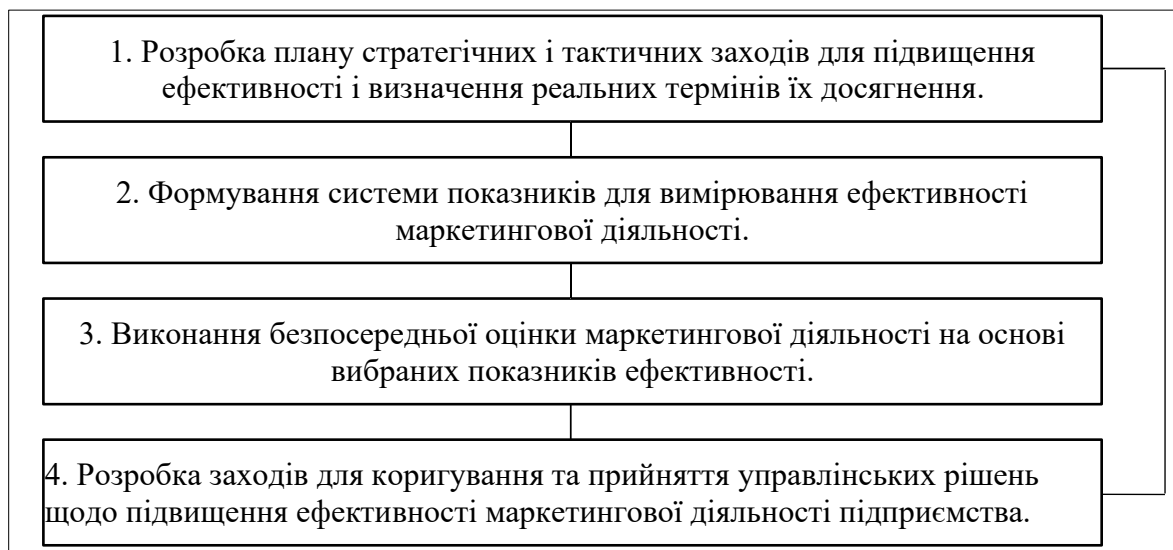 1. Розробка плану стратегічних і тактичних заходів для підвищення
ефективності і визначення реальних термінів їх досягнення.
2. Формування системи показників для вимірювання ефективності
маркетингової діяльності.
3. Виконання безпосередньої оцінки маркетингової діяльності на основі
вибраних показників ефективності.
4. Розробка заходів для коригування та прийняття управлінських рішень
щодо підвищення ефективності маркетингової діяльності підприємства.